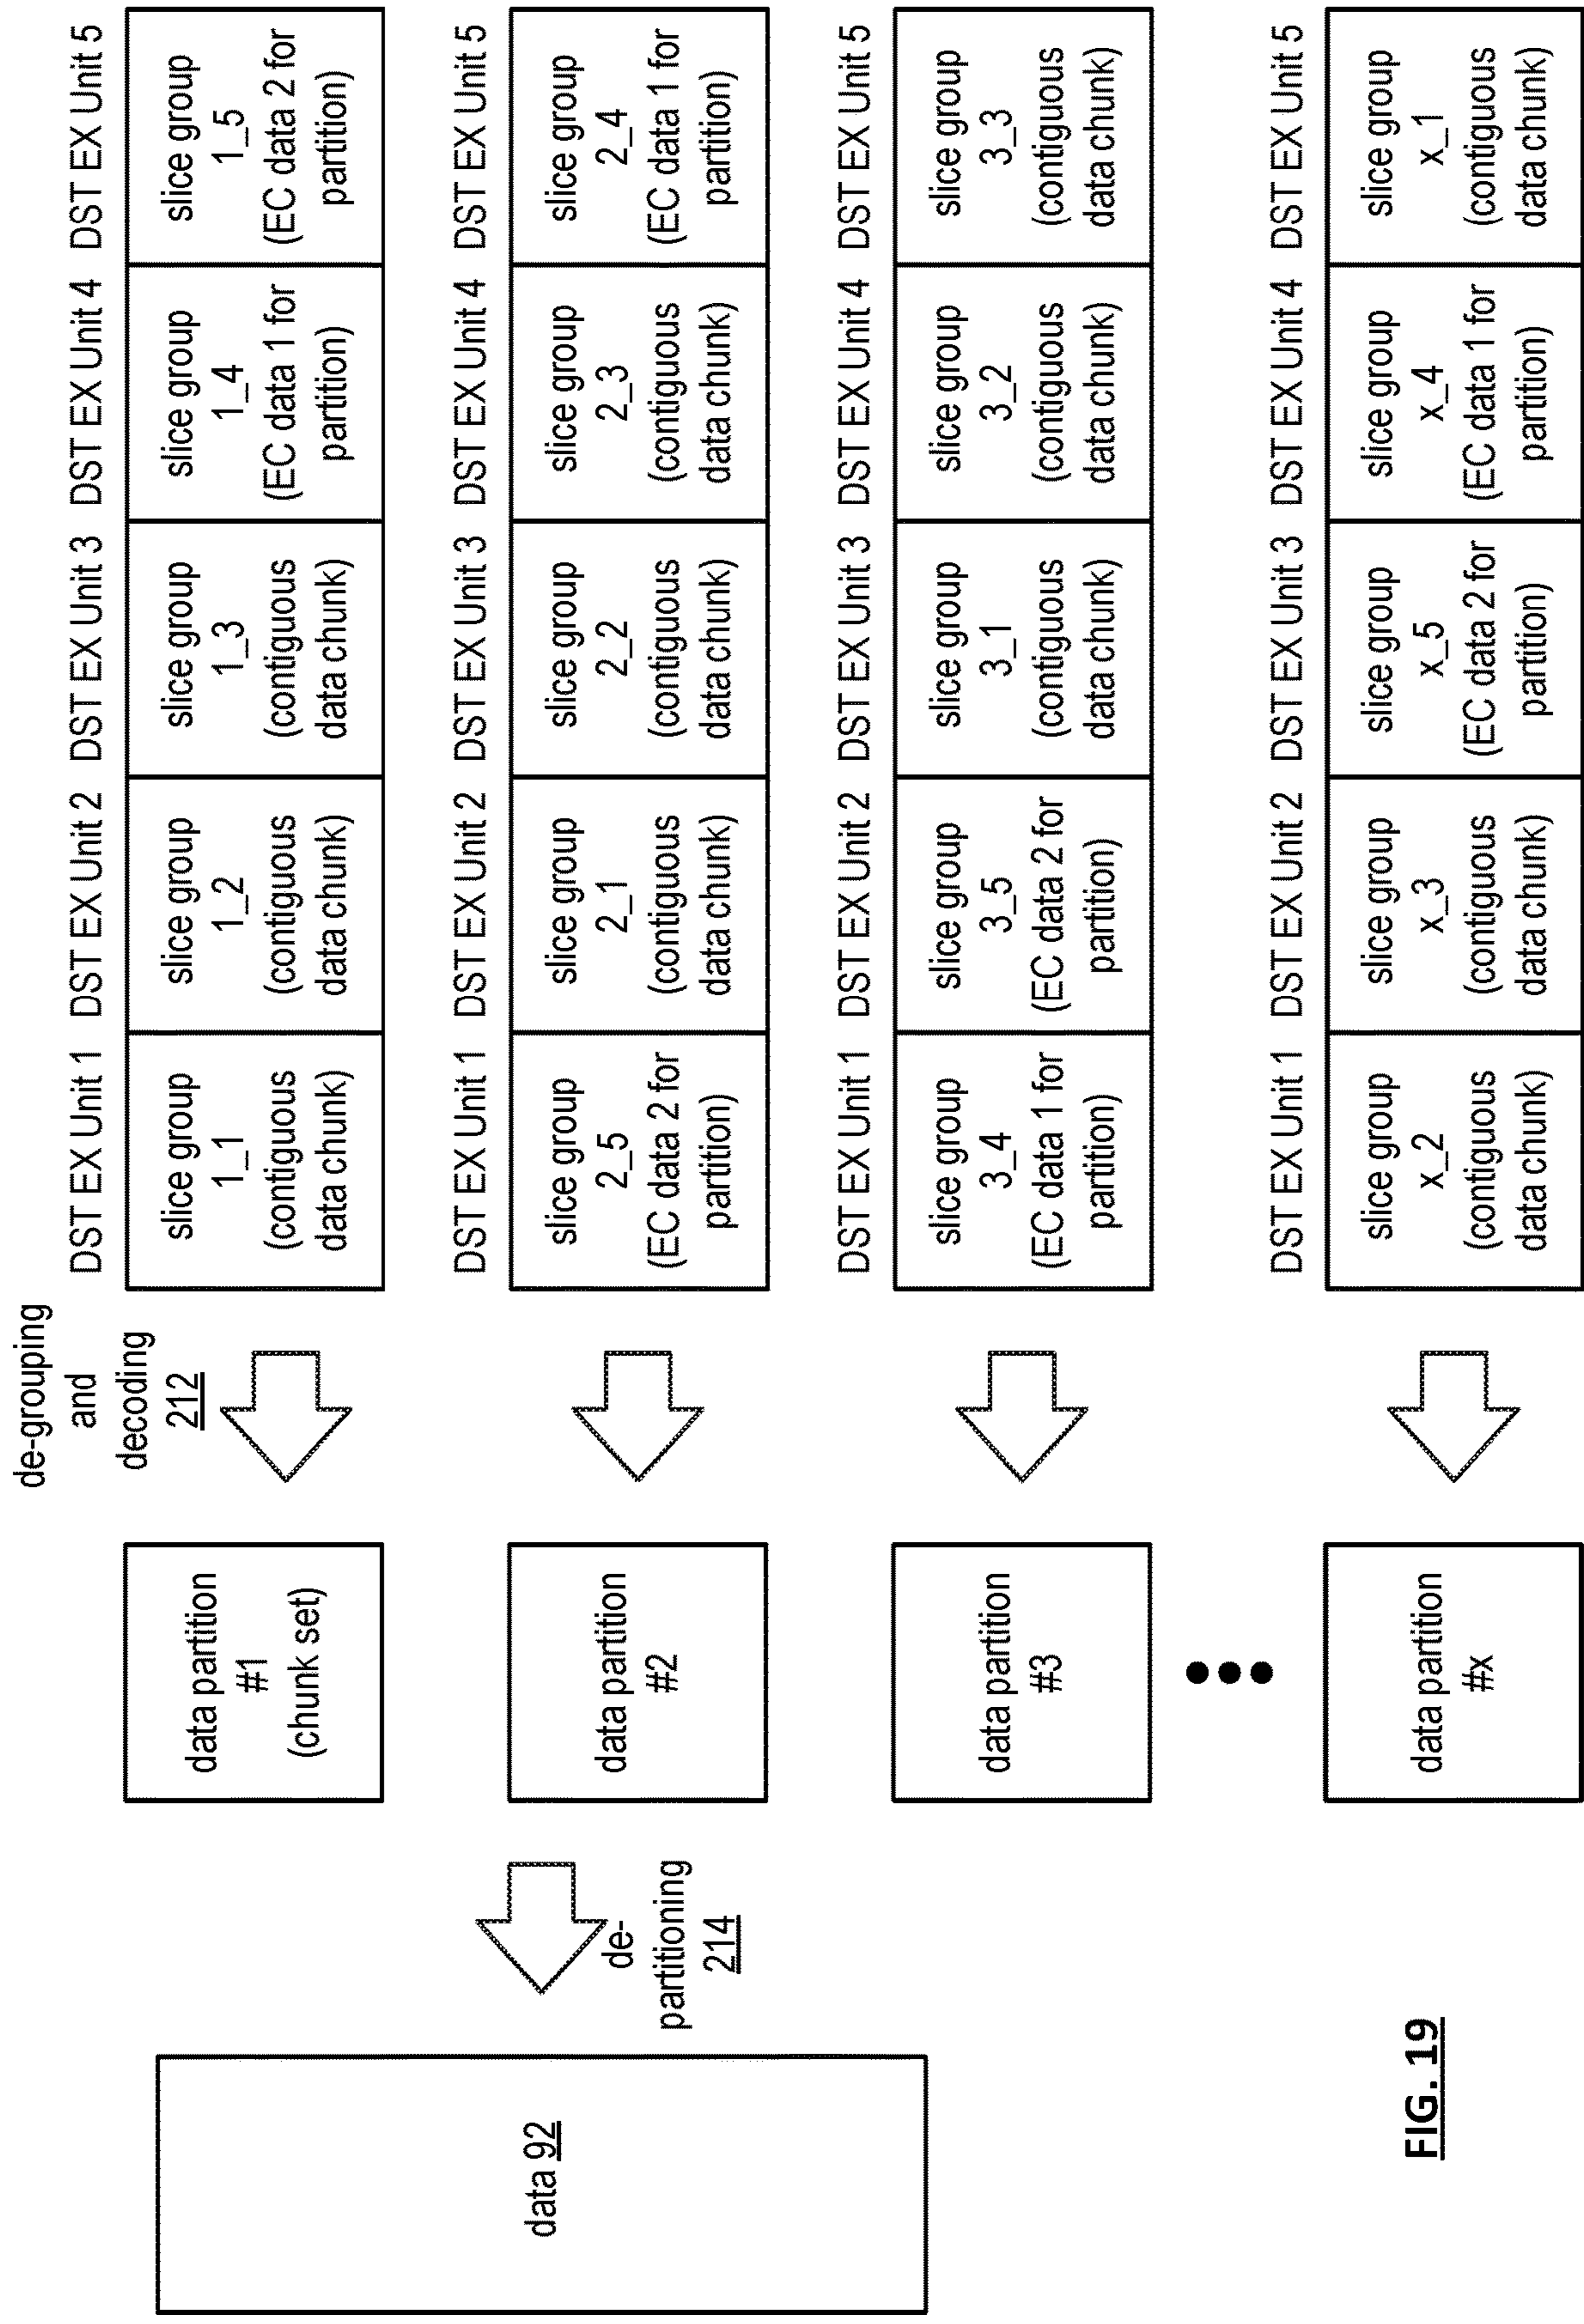 de-grouping
and
decoding
212
DST EX Unit 1
DST EX Unit 2
DST EX Unit 3
DST EX Unit 4
DST EX Unit 5
data partition
#1
(chunk set)
slice group
1_1
(contiguous
data chunk)
slice group
1_2
(contiguous
data chunk)
slice group
1_3
(contiguous
data chunk)
slice group
1_4
(EC data 1 for
partition)
slice group
1_5
(EC data 2 for
partition)
data 92
de-
partitioning
214
DST EX Unit 1
DST EX Unit 2
DST EX Unit 3
DST EX Unit 4
DST EX Unit 5
data partition
#2
slice group
2_5
(EC data 2 for
partition)
slice group
2_1
(contiguous
data chunk)
slice group
2_2
(contiguous
data chunk)
slice group
2_3
(contiguous
data chunk)
slice group
2_4
(EC data 1 for
partition)
DST EX Unit 1
DST EX Unit 2
DST EX Unit 3
DST EX Unit 4
DST EX Unit 5
data partition
#3
slice group
3_4
(EC data 1 for
partition)
slice group
3_5
(EC data 2 for
partition)
slice group
3_1
(contiguous
data chunk)
slice group
3_2
(contiguous
data chunk)
slice group
3_3
(contiguous
data chunk)
DST EX Unit 1
DST EX Unit 2
DST EX Unit 3
DST EX Unit 4
DST EX Unit 5
data partition
#x
slice group
x_2
(contiguous
data chunk)
slice group
x_3
(contiguous
data chunk)
slice group
x_5
(EC data 2 for
partition)
slice group
x_4
(EC data 1 for
partition)
slice group
x_1
(contiguous
data chunk)
FIG. 19